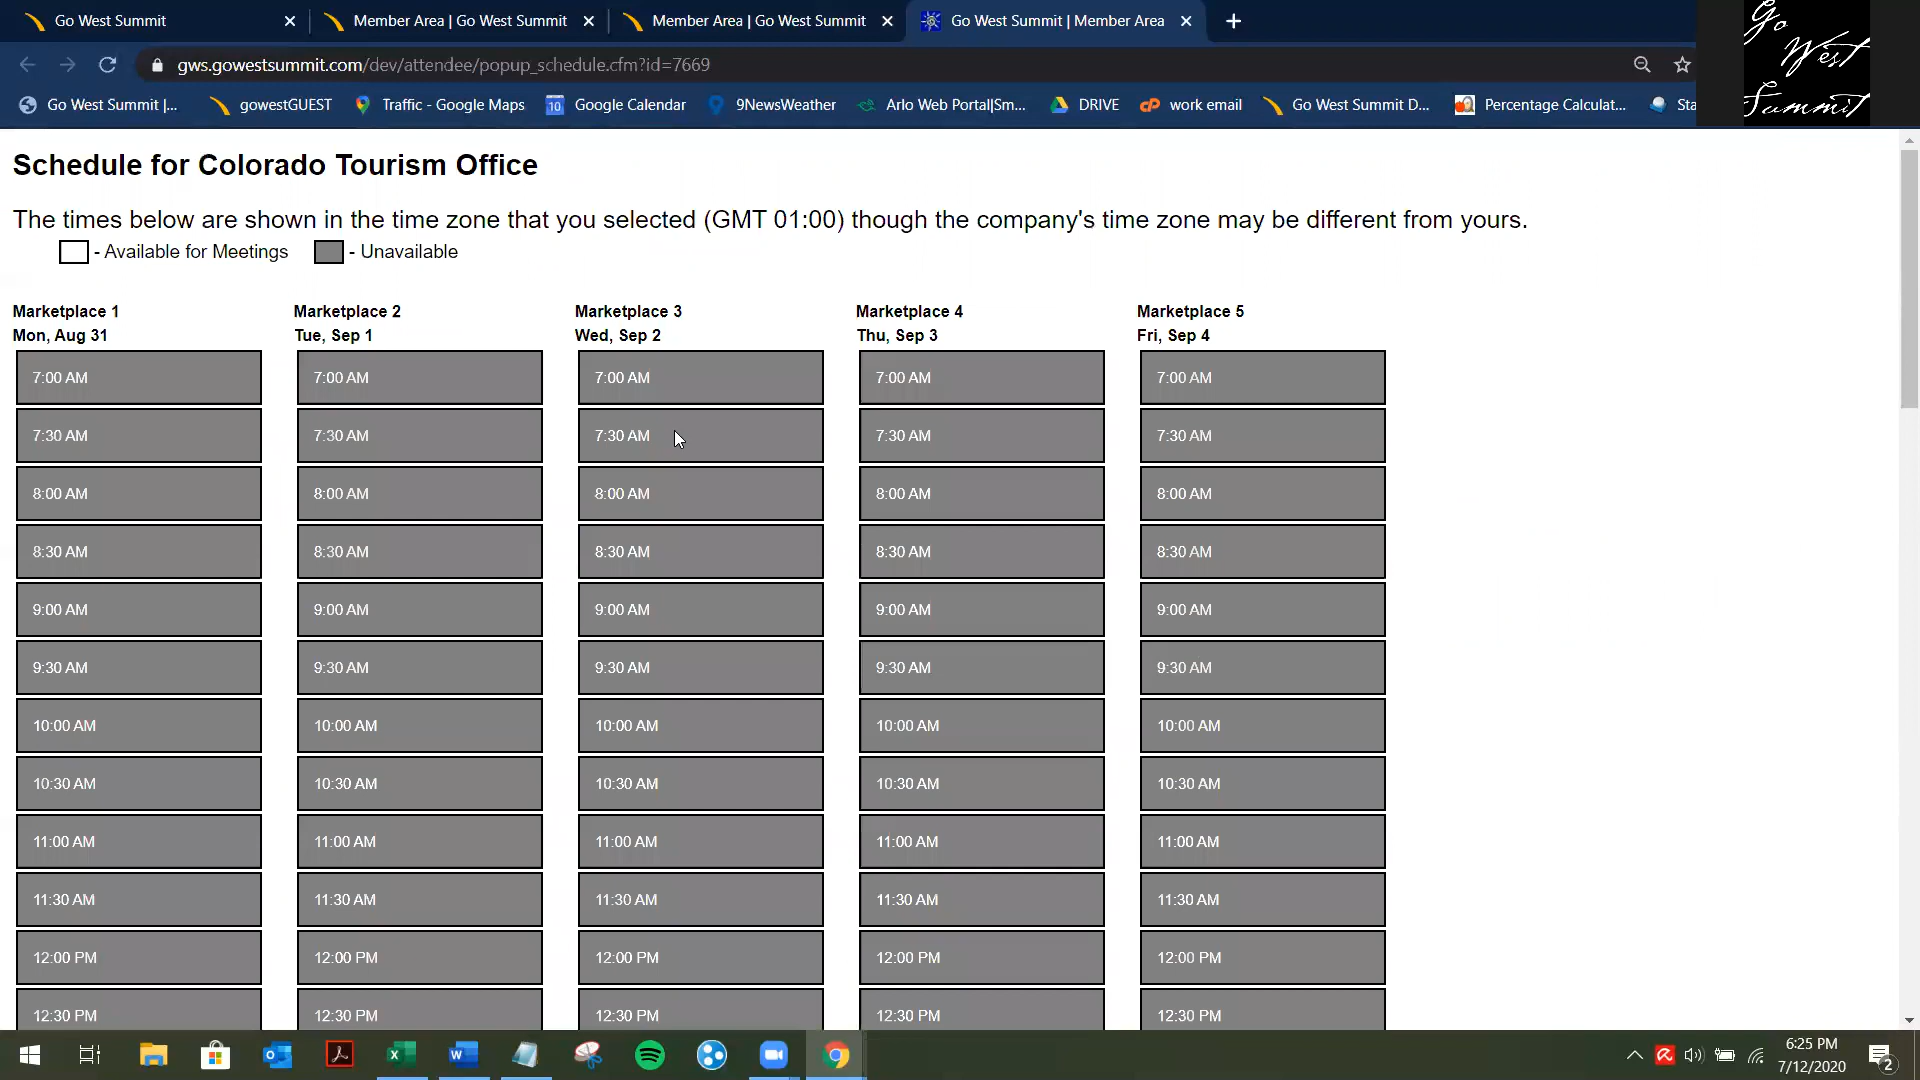 Go West Summit
Member Area | Go West Summit
Member Area | Go West Summit
Go West Summit | Member Area
gws.gowestsummit.com/dev/attendee/popup_schedule.cfm?id=7669
Go West Summit |... gowestGUEST Traffic - Google Maps Google Calendar 9NewsWeather Arlo Web Portal|Sm... DRIVE work email Go West Summit D... Percentage Calculat... Sta
Go
West
Summit
Schedule for Colorado Tourism Office
The times below are shown in the time zone that you selected (GMT 01:00) though the company's time zone may be different from yours.
- Available for Meetings - Unavailable
Marketplace 1 Marketplace 2 Marketplace 3 Marketplace 4 Marketplace 5
Mon, Aug 31 Tue, Sep 1 Wed, Sep 2 Thu, Sep 3 Fri, Sep 4
7:00 AM 7:00 AM 7:00 AM 7:00 AM 7:00 AM
7:30 AM 7:30 AM 7:30 AM 7:30 AM 7:30 AM
8:00 AM 8:00 AM 8:00 AM 8:00 AM 8:00 AM
8:30 AM 8:30 AM 8:30 AM 8:30 AM 8:30 AM
9:00 AM 9:00 AM 9:00 AM 9:00 AM 9:00 AM
9:30 AM 9:30 AM 9:30 AM 9:30 AM 9:30 AM
10:00 AM 10:00 AM 10:00 AM 10:00 AM 10:00 AM
10:30 AM 10:30 AM 10:30 AM 10:30 AM 10:30 AM
11:00 AM 11:00 AM 11:00 AM 11:00 AM 11:00 AM
11:30 AM 11:30 AM 11:30 AM 11:30 AM 11:30 AM
12:00 PM 12:00 PM 12:00 PM 12:00 PM 12:00 PM
12:30 PM 12:30 PM 12:30 PM 12:30 PM 12:30 PM
6:25 PM
7/12/2020
2